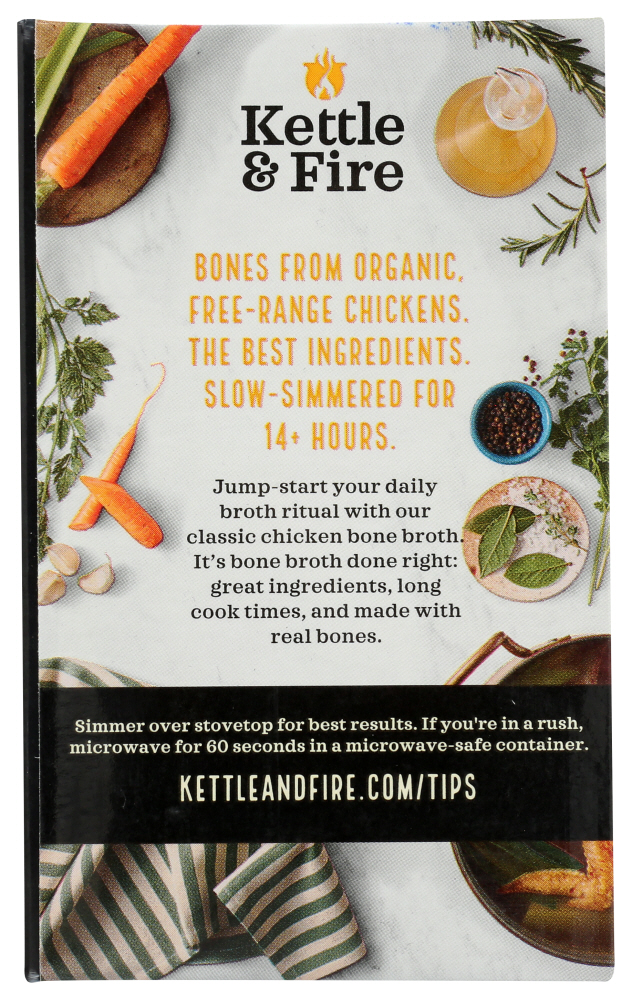 Kettle
& Fire
BONES FROM ORGANIC,
FREE-RANGE CHICKENS.
THE BEST INGREDIENTS.
SLOW-SIMMERED FOR
14+ HOURS.
Jump-start your daily
broth ritual with our
classic chicken bone broth.
It's bone broth done right:
great ingredients, long
cook times, and made with
real bones.
Simmer over stovetop for best results. If you're in a rush,
microwave for 60 seconds in a microwave-safe container.
KETTLEANDFIRE.COM/TIPS